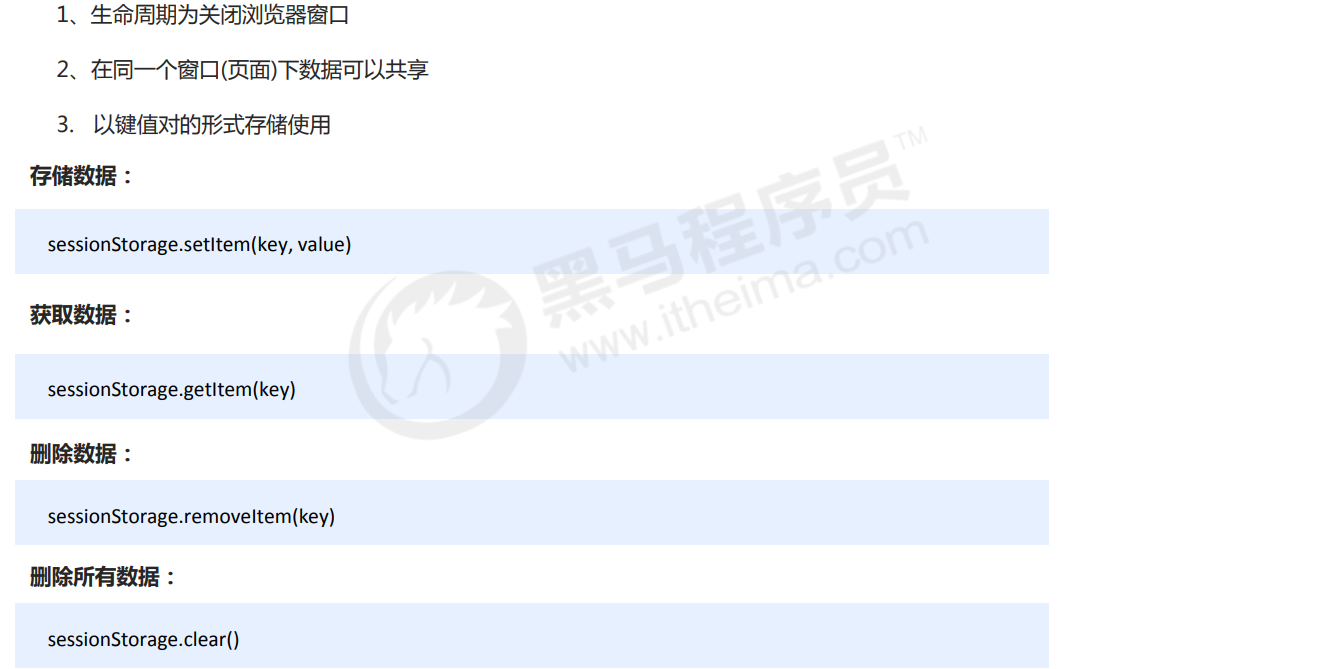 1、生命周期为关闭浏览器窗口
2、在同一个窗口(页面)下数据可以共享
3. 以键值对的形式存储使用
存储数据：
sessionStorage.setItem(key, value)
获取数据：
sessionStorage.getItem(key)
删除数据：
sessionStorage.removeItem(key)
删除所有数据：
sessionStorage.clear()
黑马程序员™
www.itheima.com